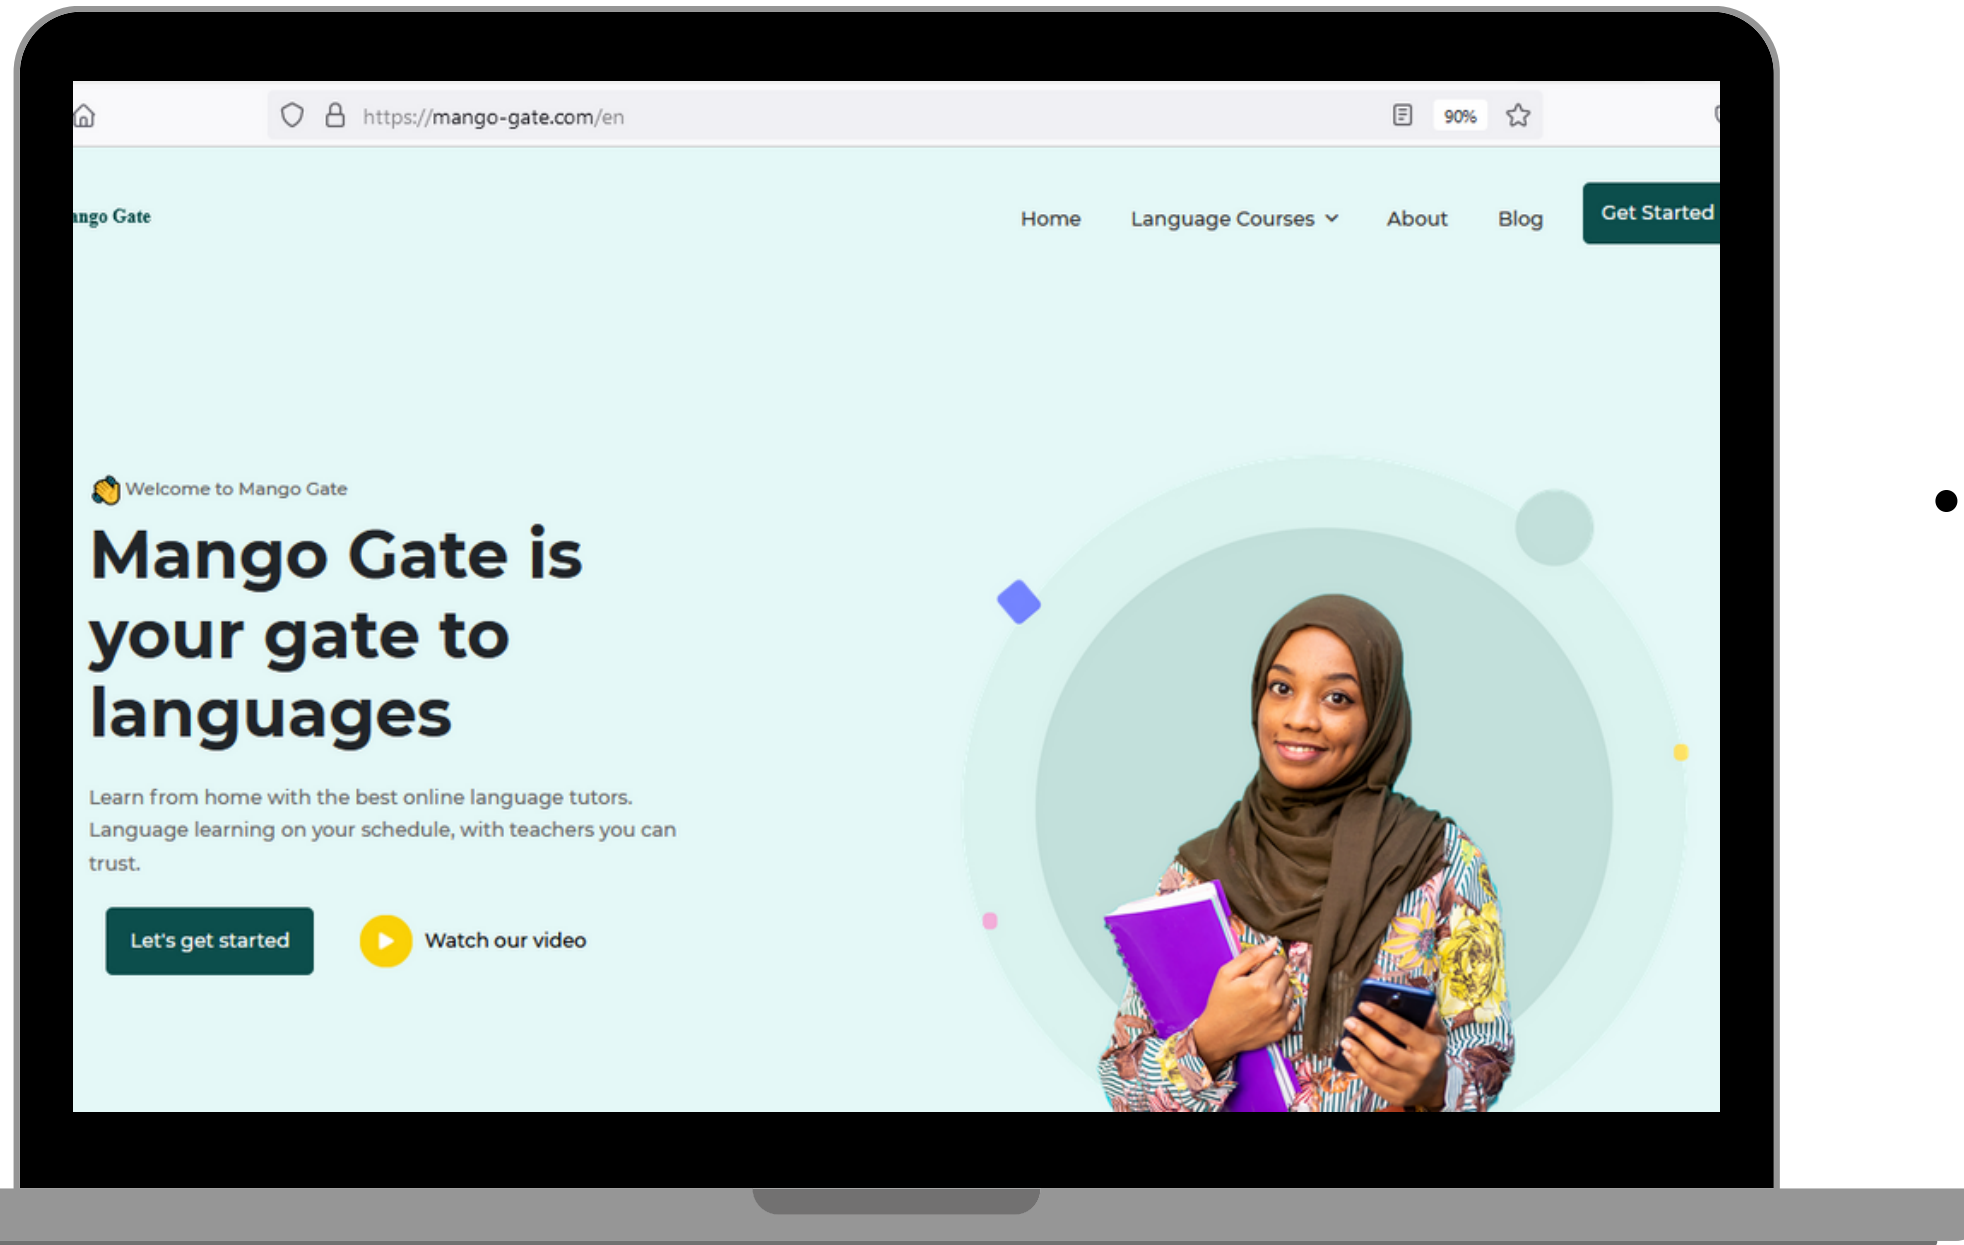 https://mango-gate.com/en
90%
ngo Gate
Home
Language Courses
About
Blog
Get Started
Welcome to Mango Gate
Mango Gate is
your gate to
languages
Learn from home with the best online language tutors.
Language learning on your schedule, with teachers you can
trust.
Let's get started
Watch our video